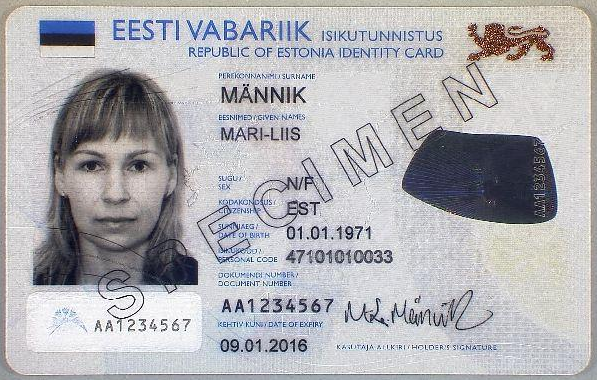 EESTI VABARIIK ISIKUTUNNISTUS
REPUBLIC OF ESTONIA IDENTITY CARD
PEREKONNANIMI / SURNAME
MÄNNIK
EESNIMED / GIVEN NAMES
MARI-LIIS
SUGU /
SEX
N/F
KODAKONDSUS /
CITIZENSHIP
EST
SÜNNIAEG /
DATE OF BIRTH
01.01.1971
ISIKUKOOD /
PERSONAL CODE
47101010033
DOKUMENDI NUMBER /
DOCUMENT NUMBER
AA1234567
KEHTIV KUNI / DATE OF EXPIRY
09.01.2016
KASUTAJA ALLKIRI / HOLDER'S SIGNATURE
AA1234567
SPECIMEN
AA1234567